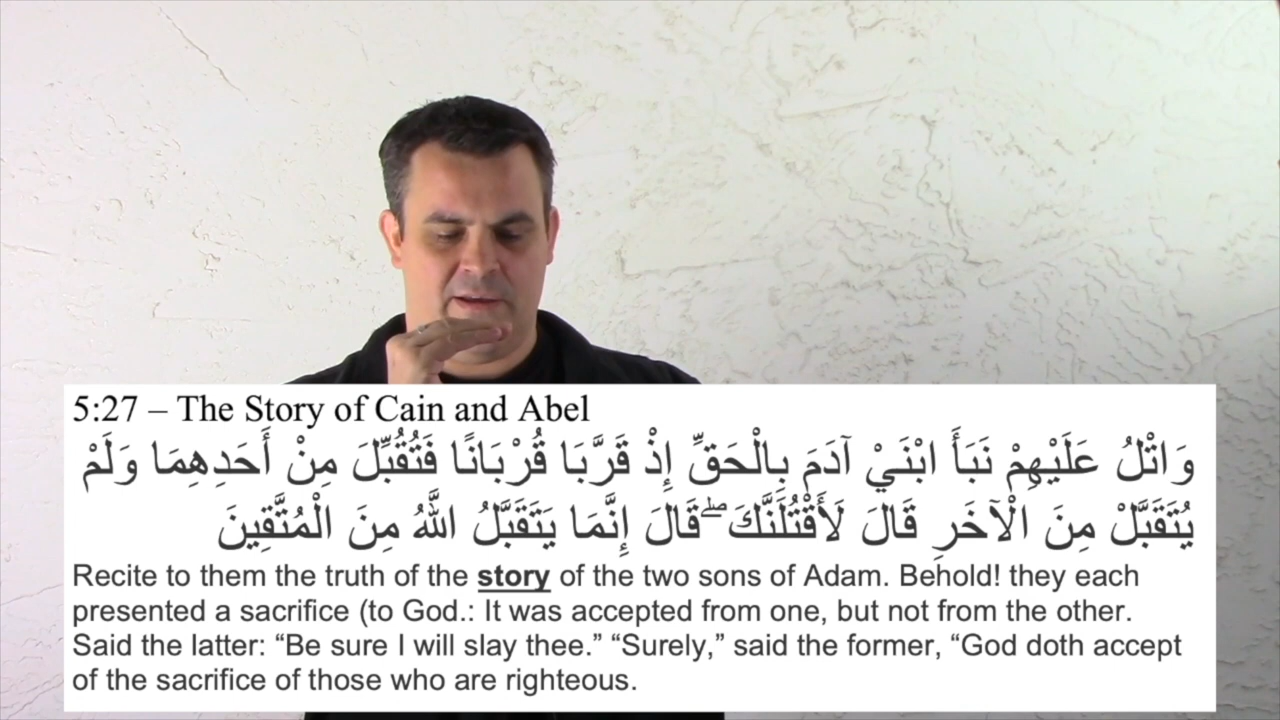 5:27 – The Story of Cain and Abel
وَاتْلُ عَلَيْهِمْ نَبَأَ ابْنَيْ آدَمَ بِالْحَقِّ إِذْ قَرَّبَا قُرْبَانًا فَتُقُبِّلَ مِنْ أَحَدِهِمَا وَلَمْ
يُتَقَبَّلْ مِنَ الْآخَرِ قَالَ لَأَقْتُلَنَّكَ ۖ قَالَ إِنَّمَا يَتَقَبَّلُ اللَّهُ مِنَ الْمُتَّقِينَ
Recite to them the truth of the story of the two sons of Adam. Behold! they each
presented a sacrifice (to God.: It was accepted from one, but not from the other.
Said the latter: “Be sure I will slay thee.” “Surely,” said the former, “God doth accept
of the sacrifice of those who are righteous.